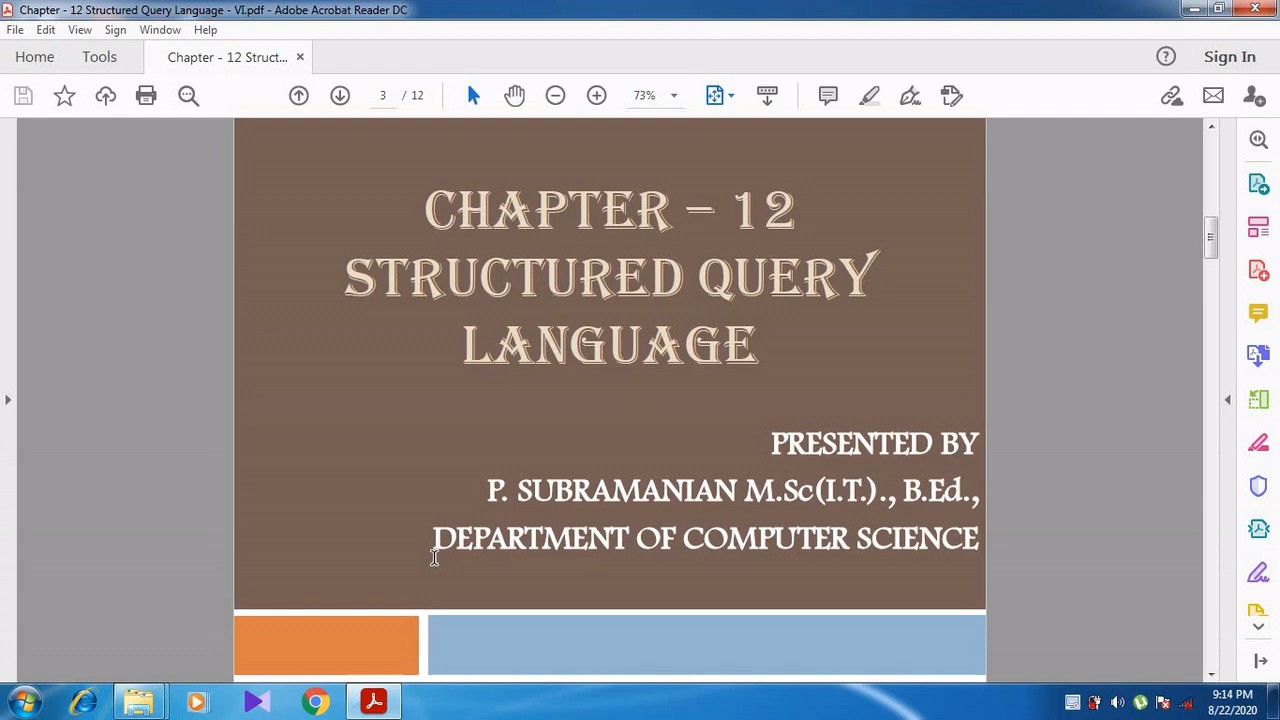 Chapter - 12 Structured Query Language - VI.pdf - Adobe Acrobat Reader DC
File Edit View Sign Window Help
Home Tools Chapter - 12 Struct... × Sign In
3 / 12 73%
CHAPTER – 12
STRUCTURED QUERY
LANGUAGE
PRESENTED BY
P. SUBRAMANIAN M.Sc(I.T.)., B.Ed.,
DEPARTMENT OF COMPUTER SCIENCE
9:14 PM
8/22/2020